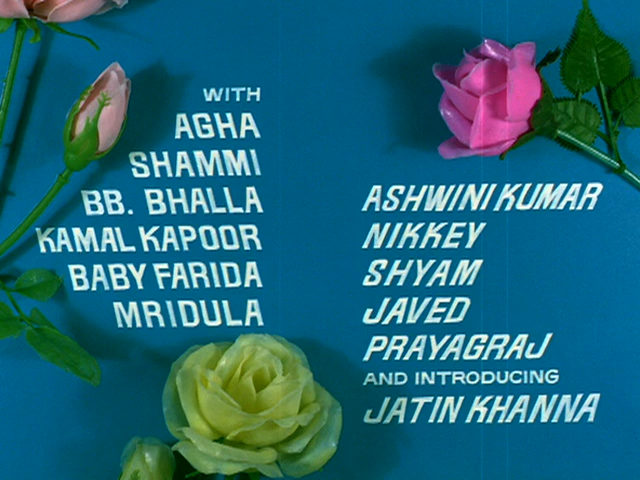 WITH
AGHA
SHAMMI
BB. BHALLA
KAMAL KAPOOR
BABY FARIDA
MRIDULA
ASHWINI KUMAR
NIKKEY
SHYAM
JAVED
PRAYAGRAJ
AND INTRODUCING
JATIN KHANNA